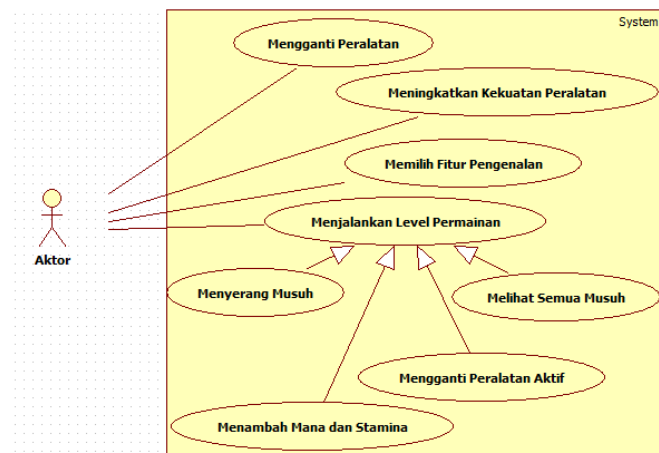 System
Mengganti Peralatan
Meningkatkan Kekuatan Peralatan
Memilih Fitur Pengenalan
Menjalankan Level Permainan
Aktor
Menyerang Musuh
Melihat Semua Musuh
Mengganti Peralatan Aktif
Menambah Mana dan Stamina